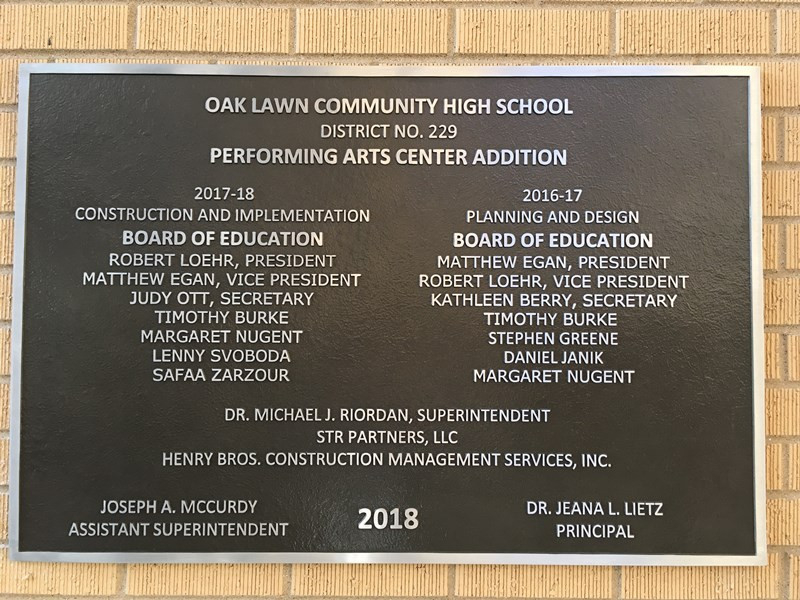 OAK LAWN COMMUNITY HIGH SCHOOL
DISTRICT NO. 229
PERFORMING ARTS CENTER ADDITION
2017-18
CONSTRUCTION AND IMPLEMENTATION
BOARD OF EDUCATION
ROBERT LOEHR, PRESIDENT
MATTHEW EGAN, VICE PRESIDENT
JUDY OTT, SECRETARY
TIMOTHY BURKE
MARGARET NUGENT
LENNY SVOBODA
SAFAA ZARZOUR
2016-17
PLANNING AND DESIGN
BOARD OF EDUCATION
MATTHEW EGAN, PRESIDENT
ROBERT LOEHR, VICE PRESIDENT
KATHLEEN BERRY, SECRETARY
TIMOTHY BURKE
STEPHEN GREENE
DANIEL JANIK
MARGARET NUGENT
DR. MICHAEL J. RIORDAN, SUPERINTENDENT
STR PARTNERS, LLC
HENRY BROS. CONSTRUCTION MANAGEMENT SERVICES, INC.
JOSEPH A. MCCURDY
ASSISTANT SUPERINTENDENT
2018
DR. JEANA L. LIETZ
PRINCIPAL